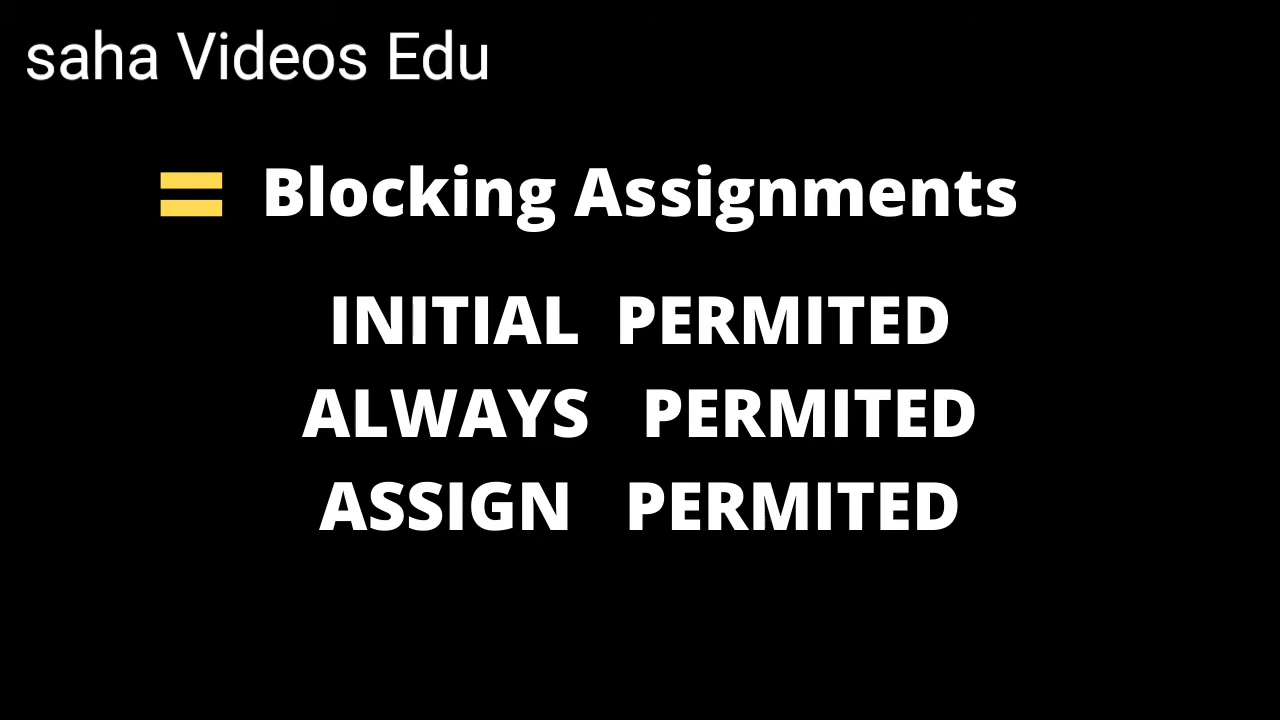 saha Videos Edu
= Blocking Assignments
INITIAL PERMITED
ALWAYS PERMITED
ASSIGN PERMITED